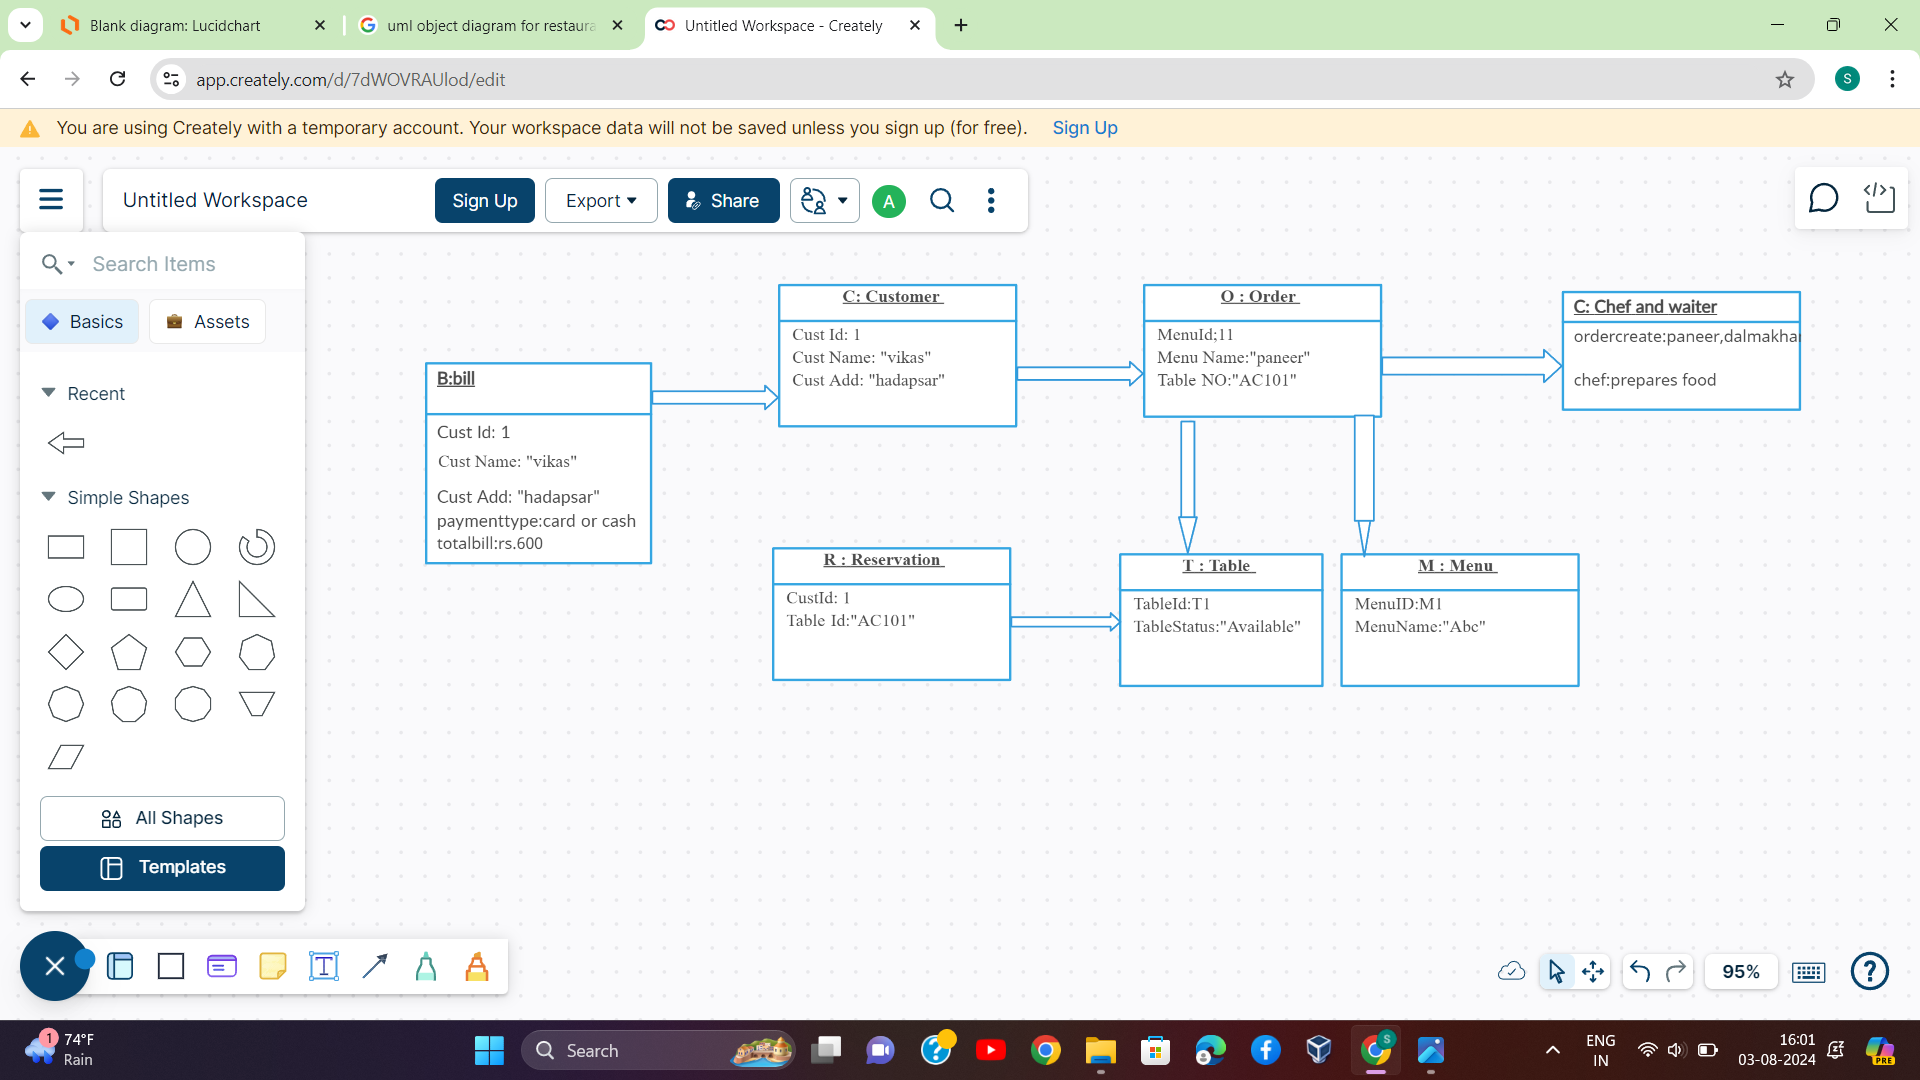 Blank diagram: Lucidchart
uml object diagram for restaura
Untitled Workspace - Creately
app.creately.com/d/7dWOVRAUlod/edit
S
You are using Creately with a temporary account. Your workspace data will not be saved unless you sign up (for free). Sign Up
Untitled Workspace
Sign Up
Export
Share
A
Search Items
Basics
Assets
Recent
Simple Shapes
All Shapes
Templates
B:bill
Cust Id: 1
Cust Name: "vikas"
Cust Add: "hadapsar"
paymenttype:card or cash
totalbill:rs.600
C: Customer
Cust Id: 1
Cust Name: "vikas"
Cust Add: "hadapsar"
O : Order
MenuId;11
Menu Name:"paneer"
Table NO:"AC101"
C: Chef and waiter
ordercreate:paneer,dalmakha
chef:prepares food
R : Reservation
CustId: 1
Table Id:"AC101"
T : Table
TableId:T1
TableStatus:"Available"
M : Menu
MenuID:M1
MenuName:"Abc"
T
95%
?
1
74°F
Rain
Search
S
ENG
IN
16:01
03-08-2024
PRE